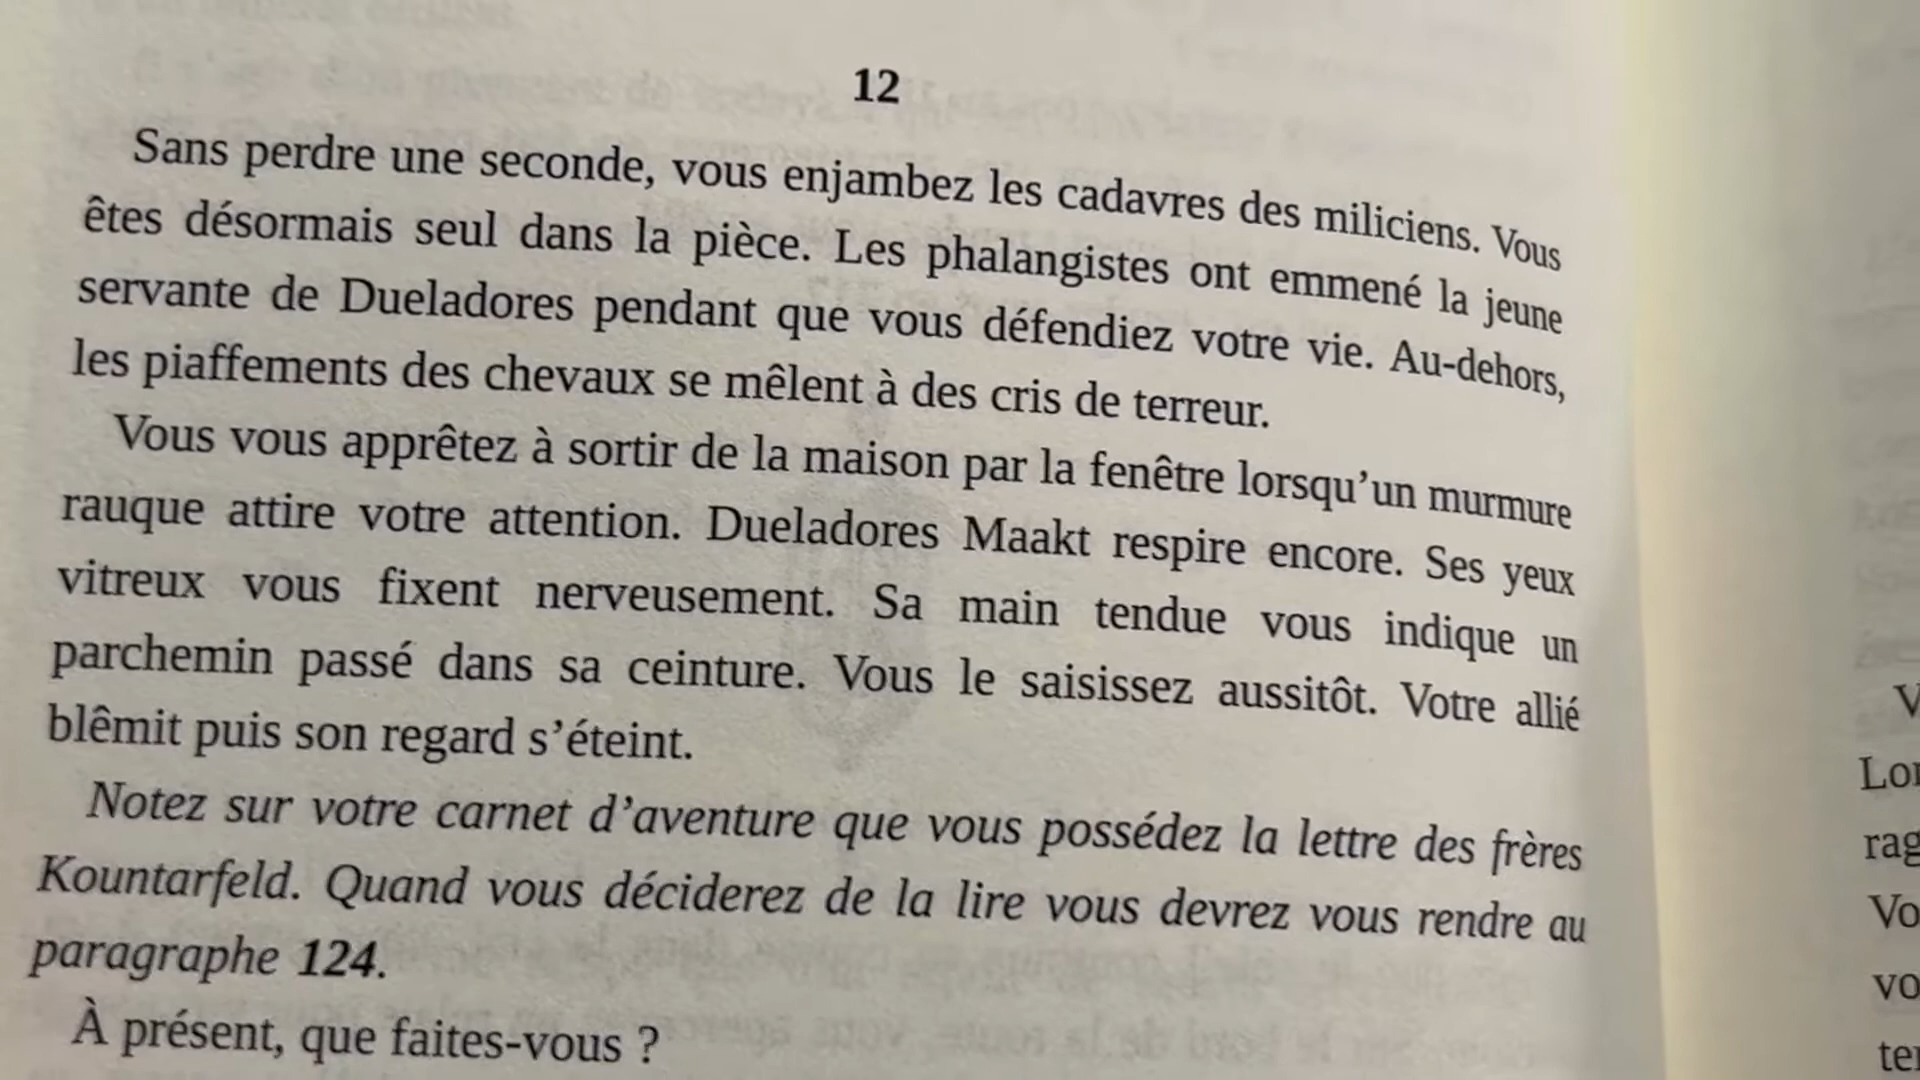 12
Sans perdre une seconde, vous enjambez les cadavres des miliciens. Vous
êtes désormais seul dans la pièce. Les phalangistes ont emmené la jeune
servante de Dueladores pendant que vous défendiez votre vie. Au-dehors,
les piaffements des chevaux se mêlent à des cris de terreur.
Vous vous apprêtez à sortir de la maison par la fenêtre lorsqu’un murmure
rauque attire votre attention. Dueladores Maakt respire encore. Ses yeux
vitreux vous fixent nerveusement. Sa main tendue vous indique un
parchemin passé dans sa ceinture. Vous le saisissez aussitôt. Votre allié
blêmit puis son regard s’éteint.
Notez sur votre carnet d’aventure que vous possédez la lettre des frères
Kountarfeld. Quand vous déciderez de la lire vous devrez vous rendre au
paragraphe 124.
À présent, que faites-vous ?